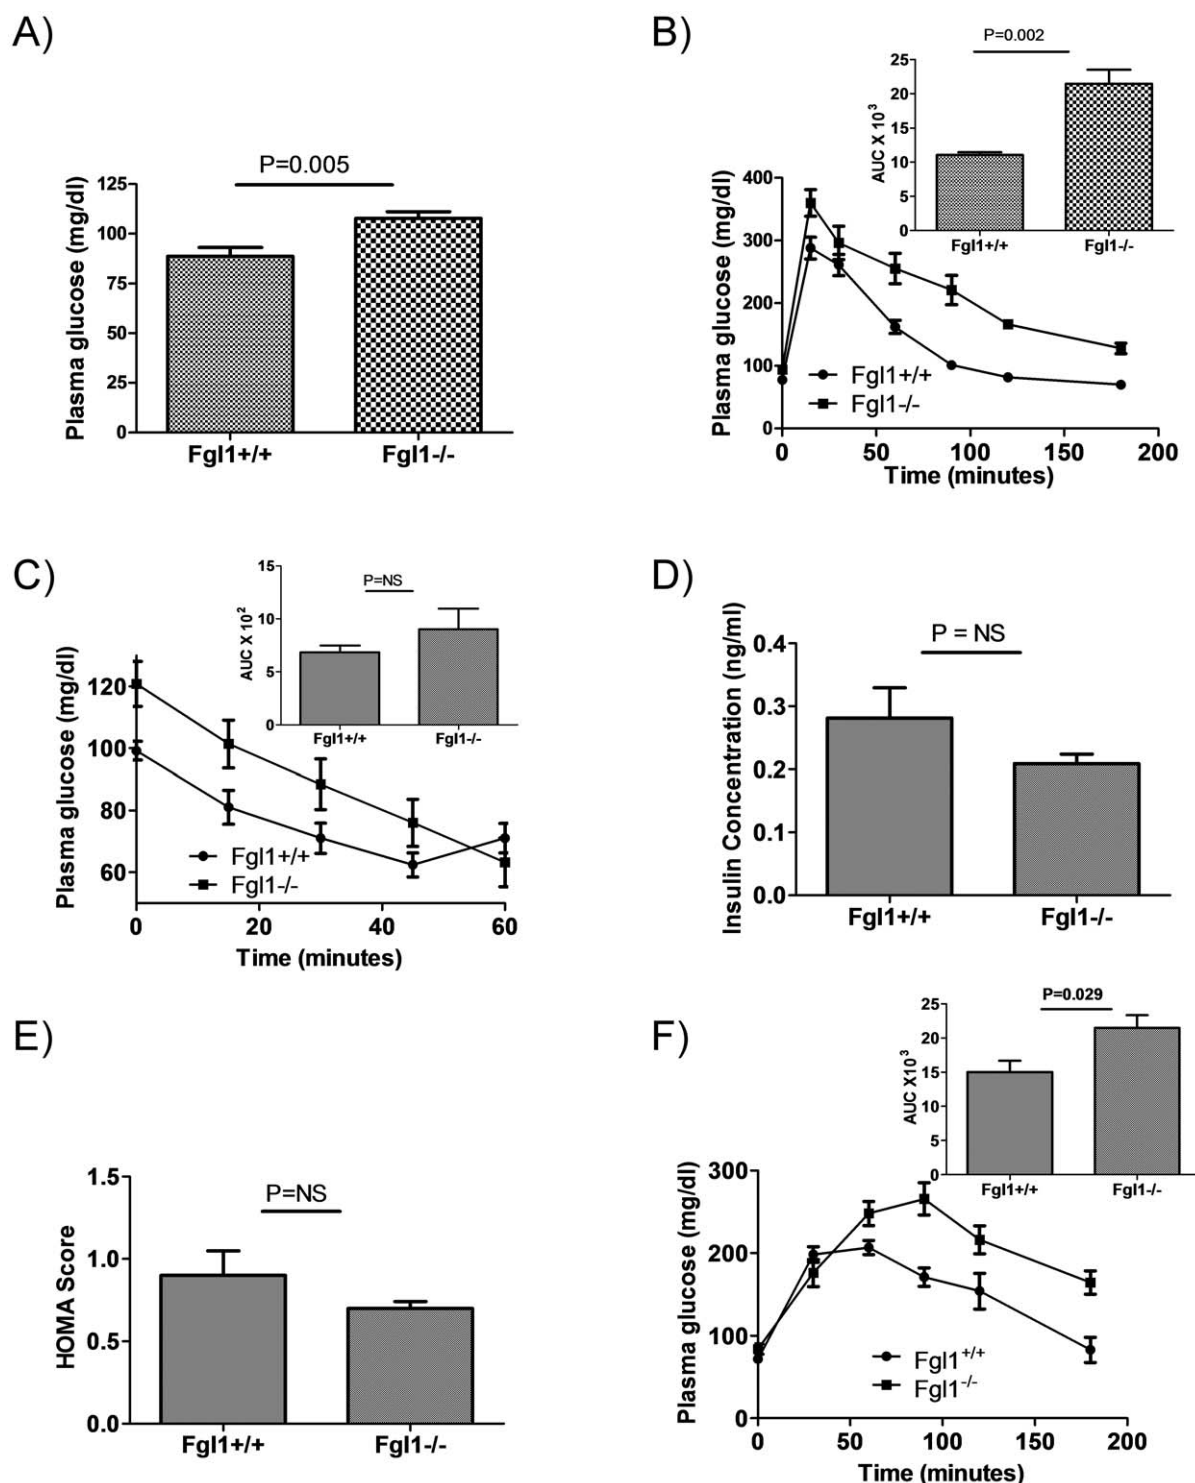 A)
P=0.005
Plasma glucose (mg/dl)
125
100
75
50
25
0
Fgl1+/+ Fgl1-/-
B)
P=0.002
AUC X 10³
25
20
15
10
5
0
Fgl1+/+ Fgl1-/-
Plasma glucose (mg/dl)
400
300
200
100
0
Fgl1+/+
Fgl1-/-
0 50 100 150 200
Time (minutes)
C)
P=NS
AUC X 10²
15
10
5
0
Fgl1+/+ Fgl1-/-
Plasma glucose (mg/dl)
120
100
80
60
Fgl1+/+
Fgl1-/-
0 20 40 60
Time (minutes)
D)
P = NS
Insulin Concentration (ng/ml)
0.4
0.3
0.2
0.1
0.0
Fgl1+/+ Fgl1-/-
E)
P=NS
HOMA Score
1.5
1.0
0.5
0.0
Fgl1+/+ Fgl1-/-
F)
P=0.029
AUC X10³
25
20
15
10
5
0
Fgl1+/+ Fgl1-/-
Plasma glucose (mg/dl)
300
200
100
0
Fgl1⁺/⁺
Fgl1⁻/⁻
0 50 100 150 200
Time (minutes)